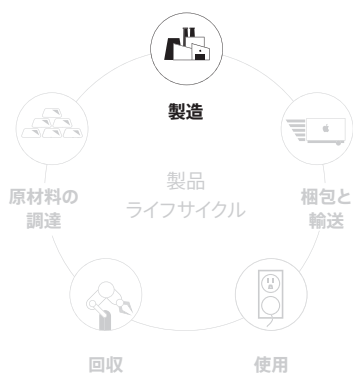 製造
原材料の
調達
製品
ライフサイクル
梱包と
輸送
回収
使用